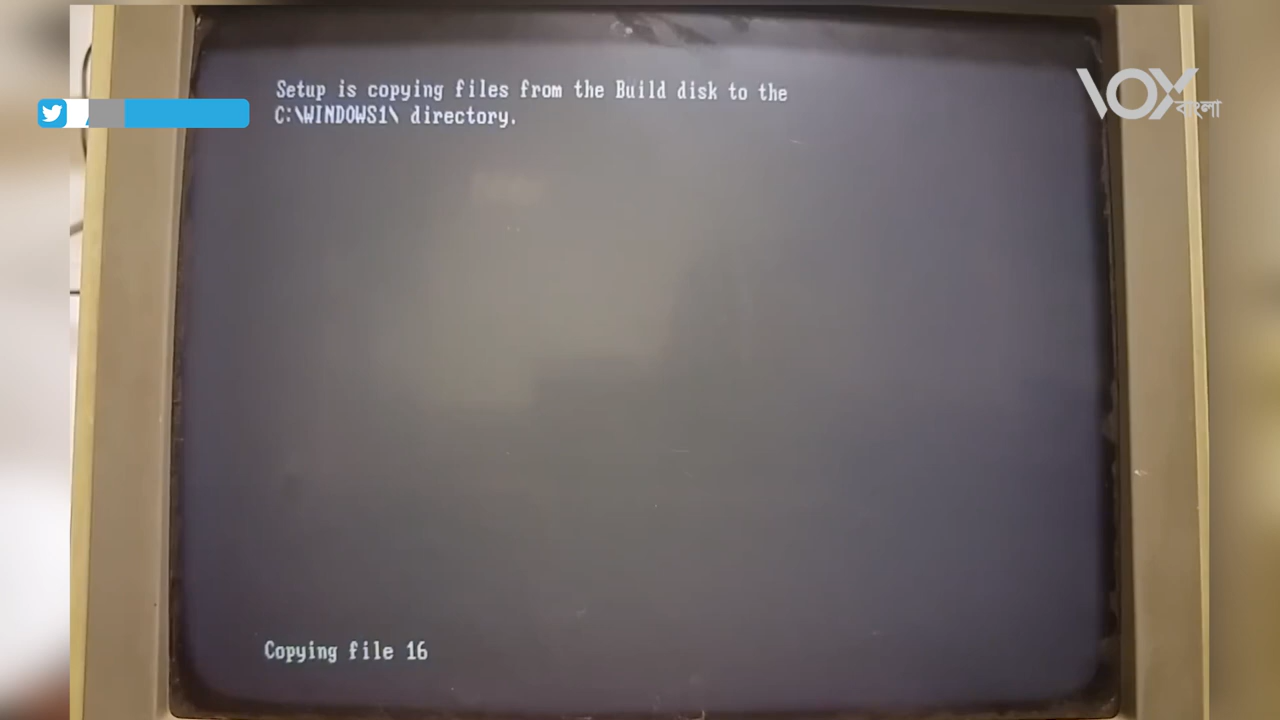 Setup is copying files from the Build disk to the
C:\WINDOWS1\ directory.
VOX বাংলা
Copying file 16